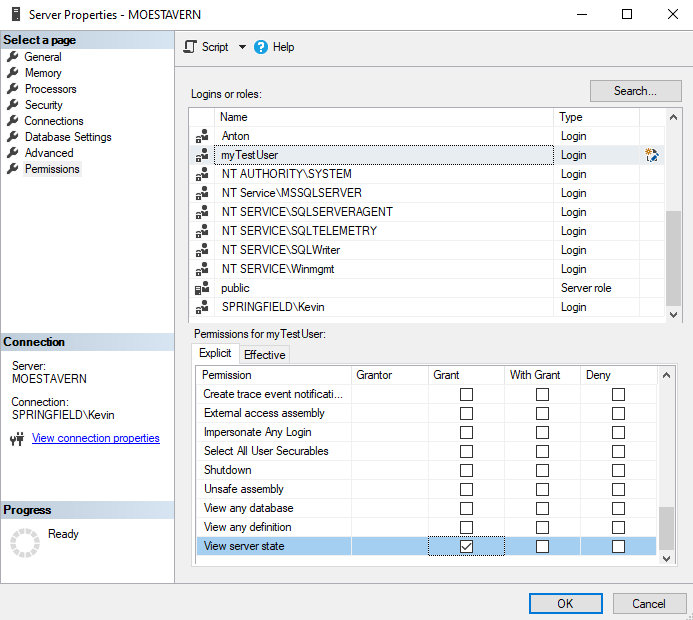 Server Properties - MOESTAVERN
Select a page
General
Memory
Processors
Security
Connections
Database Settings
Advanced
Permissions
Connection
Server:
MOESTAVERN
Connection:
SPRINGFIELD\Kevin
View connection properties
Progress
Ready
Script
Help
Logins or roles:
Search...
Name Type
Anton Login
myTestUser Login
NT AUTHORITY\SYSTEM Login
NT Service\MSSQLSERVER Login
NT SERVICE\SQLSERVERAGENT Login
NT SERVICE\SQLTELEMETRY Login
NT SERVICE\SQLWriter Login
NT SERVICE\Winmgmt Login
public Server role
SPRINGFIELD\Kevin Login
Permissions for myTestUser:
Explicit Effective
Permission Grantor Grant With Grant Deny
Create trace event notificati...
External access assembly
Impersonate Any Login
Select All User Securables
Shutdown
Unsafe assembly
View any database
View any definition
View server state
OK Cancel